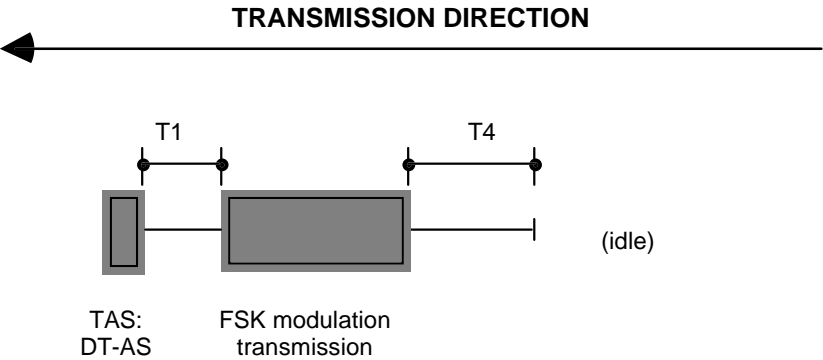 TRANSMISSION DIRECTION
T1
T4
(idle)
TAS:
DT-AS
FSK modulation
transmission